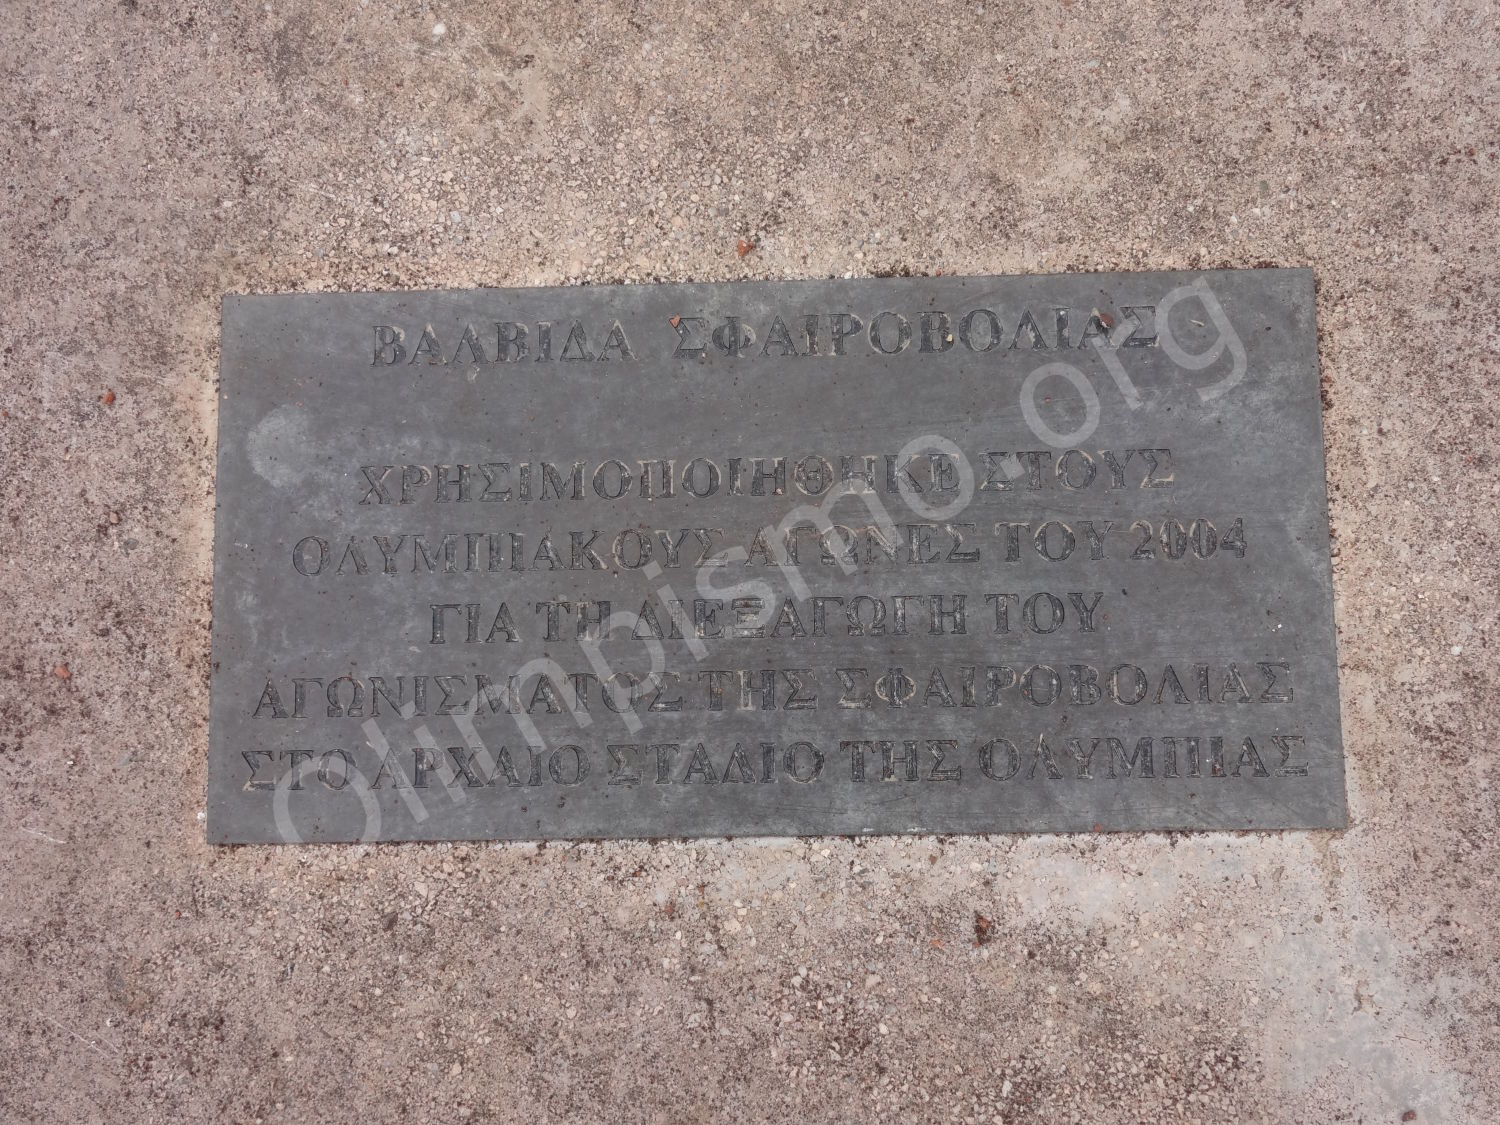 ΒΑΛΒΙΔΑ ΣΦΑΙΡΟΒΟΛΙΑΣ
ΧΡΗΣΙΜΟΠΟΙΗΘΗΚΕ ΣΤΟΥΣ
ΟΛΥΜΠΙΑΚΟΥΣ ΑΓΩΝΕΣ ΤΟΥ 2004
ΓΙΑ ΤΗ ΔΙΕΞΑΓΩΓΗ ΤΟΥ
ΑΓΩΝΙΣΜΑΤΟΣ ΤΗΣ ΣΦΑΙΡΟΒΟΛΙΑΣ
ΣΤΟ ΑΡΧΑΙΟ ΣΤΑΔΙΟ ΤΗΣ ΟΛΥΜΠΙΑΣ
Olimpismo.org